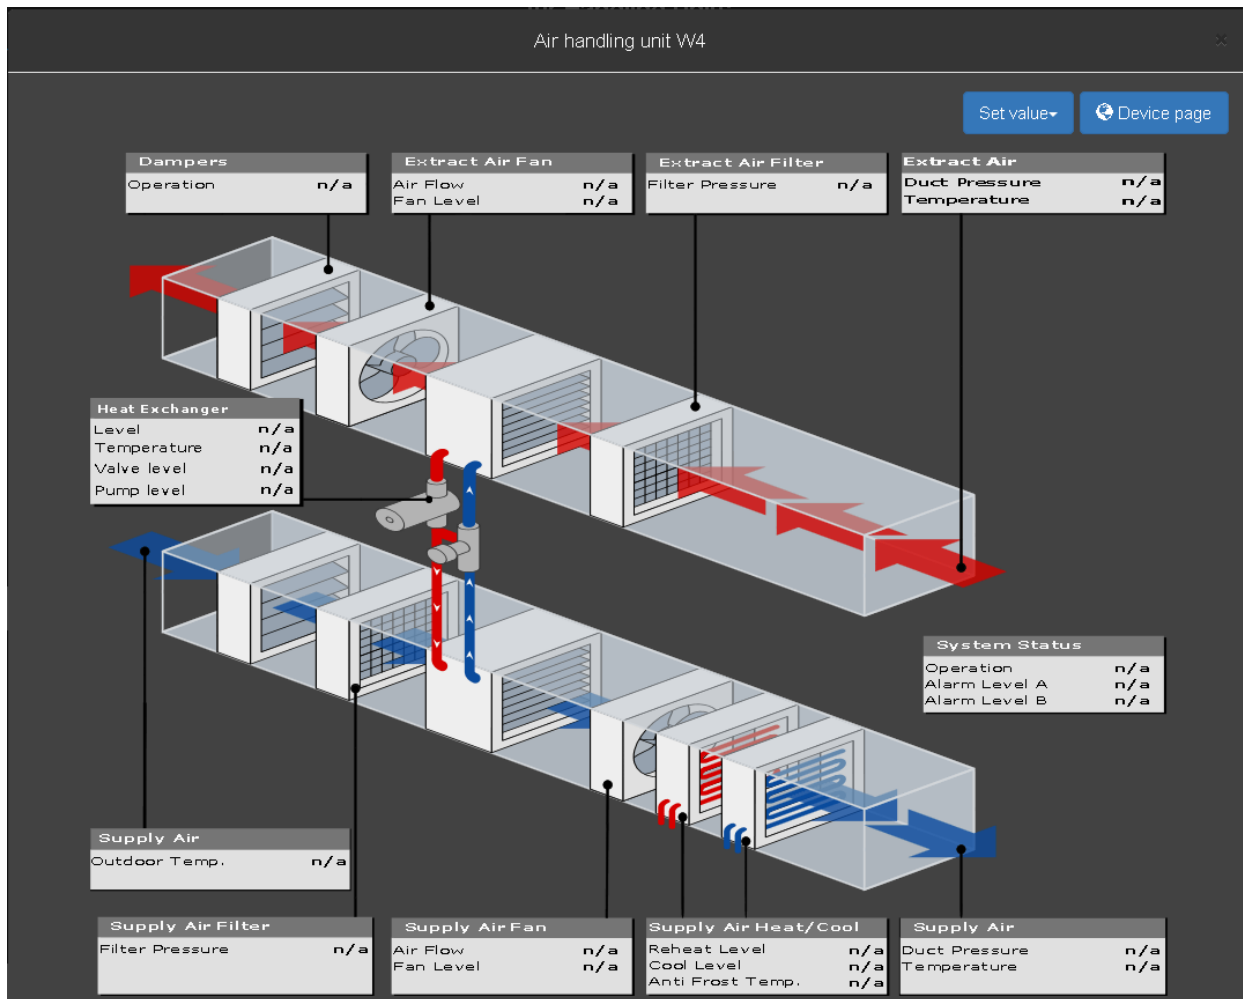 Air handling unit W4
×
Set value
Device page
Dampers
Operation n/a
Extract Air Fan
Air Flow n/a
Fan Level n/a
Extract Air Filter
Filter Pressure n/a
Extract Air
Duct Pressure n/a
Temperature n/a
Heat Exchanger
Level n/a
Temperature n/a
Valve level n/a
Pump level n/a
System Status
Operation n/a
Alarm Level A n/a
Alarm Level B n/a
Supply Air
Outdoor Temp. n/a
Supply Air Filter
Filter Pressure n/a
Supply Air Fan
Air Flow n/a
Fan Level n/a
Supply Air Heat/Cool
Reheat Level n/a
Cool Level n/a
Anti Frost Temp. n/a
Supply Air
Duct Pressure n/a
Temperature n/a